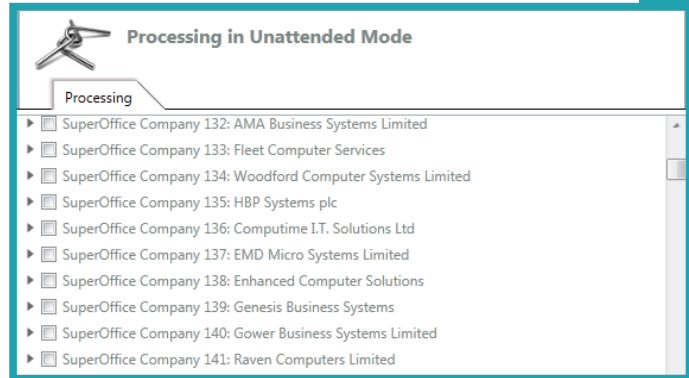 Processing in Unattended Mode
Processing
SuperOffice Company 132: AMA Business Systems Limited
SuperOffice Company 133: Fleet Computer Services
SuperOffice Company 134: Woodford Computer Systems Limited
SuperOffice Company 135: HBP Systems plc
SuperOffice Company 136: Computime I.T. Solutions Ltd
SuperOffice Company 137: EMD Micro Systems Limited
SuperOffice Company 138: Enhanced Computer Solutions
SuperOffice Company 139: Genesis Business Systems
SuperOffice Company 140: Gower Business Systems Limited
SuperOffice Company 141: Raven Computers Limited